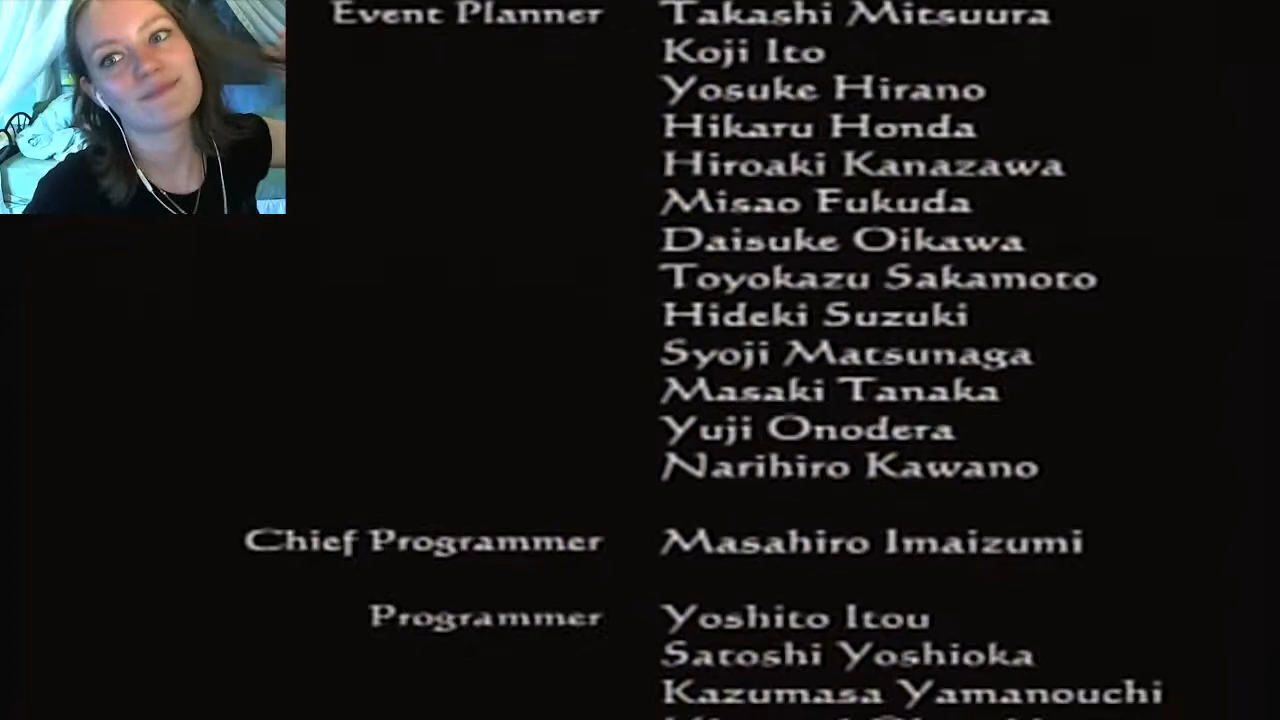 Event Planner Takashi Mitsuura
Koji Ito
Yosuke Hirano
Hikaru Honda
Hiroaki Kanazawa
Misao Fukuda
Daisuke Oikawa
Toyokazu Sakamoto
Hideki Suzuki
Syoji Matsunaga
Masaki Tanaka
Yuji Onodera
Narihiro Kawano
Chief Programmer Masahiro Imaizumi
Programmer Yoshito Itou
Satoshi Yoshioka
Kazumasa Yamanouchi